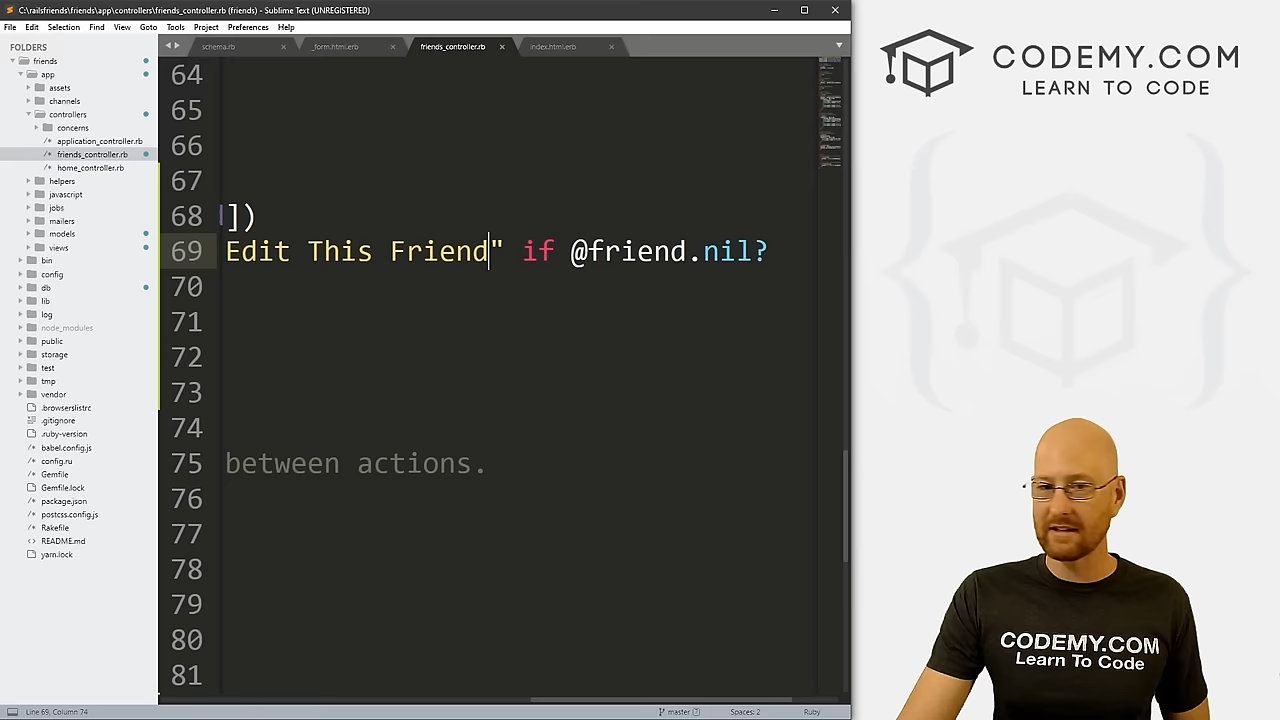 C:\railsfriends\friends\app\controllers\friends_controller.rb (friends) - Sublime Text (UNREGISTERED)
File Edit Selection Find View Goto Tools Project Preferences Help
FOLDERS
friends
app
assets
channels
controllers
concerns
application_controller.rb
friends_controller.rb
home_controller.rb
helpers
javascript
jobs
mailers
models
views
bin
config
db
lib
log
node_modules
public
storage
test
tmp
vendor
.browserslistrc
.gitignore
.ruby-version
babel.config.js
config.ru
Gemfile
Gemfile.lock
package.json
postcss.config.js
Rakefile
README.md
yarn.lock
schema.rb
_form.html.erb
friends_controller.rb
index.html.erb
64
65
66
67
68 ])
69 Edit This Friend" if @friend.nil?
70
71
72
73
74
75 between actions.
76
77
78
79
80
81
Line 69, Column 74
master 7
Spaces: 2
Ruby
CODEMY.COM
LEARN TO CODE
CODEMY.COM
Learn To Code